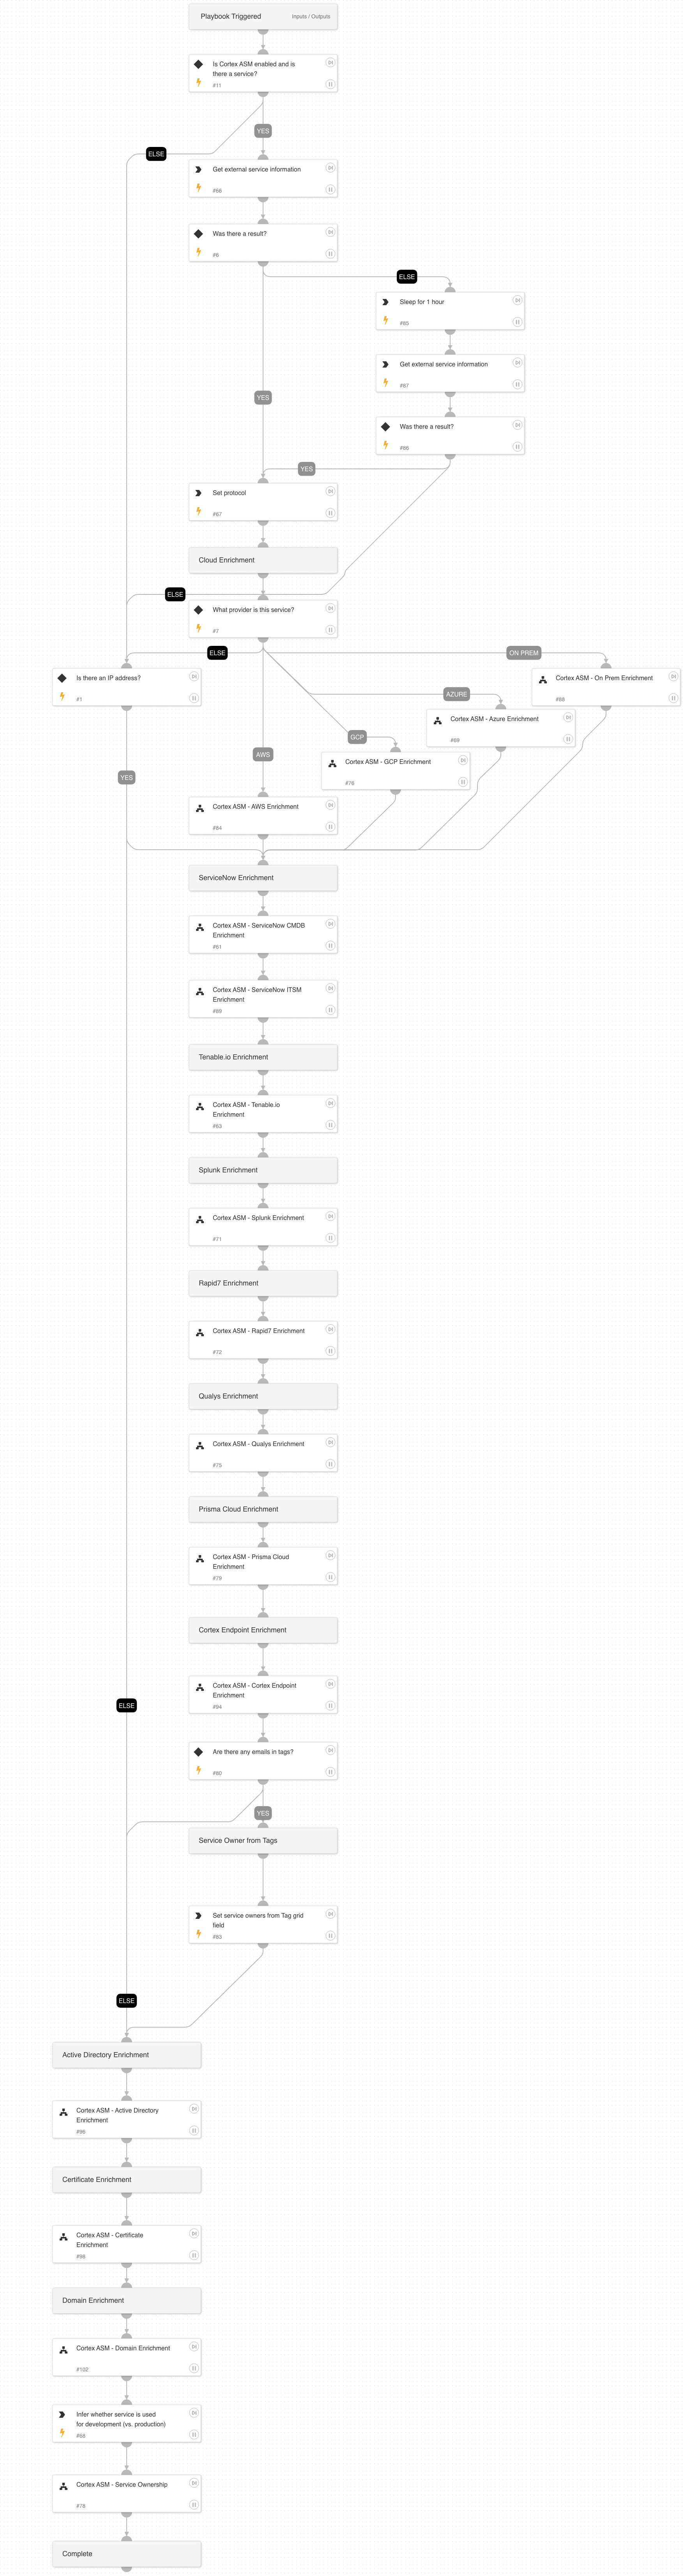 Playbook Triggered Inputs / Outputs
Is Cortex ASM enabled and is
there a service?
#11
YES
ELSE
Get external service information
#66
Was there a result?
#6
ELSE
Sleep for 1 hour
#85
Get external service information
#87
YES
Was there a result?
#86
YES
Set protocol
#67
Cloud Enrichment
ELSE
What provider is this service?
#7
ELSE
ON PREM
Is there an IP address?
#1
Cortex ASM - On Prem Enrichment
#88
AZURE
Cortex ASM - Azure Enrichment
#69
GCP
AWS
Cortex ASM - GCP Enrichment
#76
YES
Cortex ASM - AWS Enrichment
#84
ServiceNow Enrichment
Cortex ASM - ServiceNow CMDB
Enrichment
#61
Cortex ASM - ServiceNow ITSM
Enrichment
#89
Tenable.io Enrichment
Cortex ASM - Tenable.io
Enrichment
#63
Splunk Enrichment
Cortex ASM - Splunk Enrichment
#71
Rapid7 Enrichment
Cortex ASM - Rapid7 Enrichment
#72
Qualys Enrichment
Cortex ASM - Qualys Enrichment
#75
Prisma Cloud Enrichment
Cortex ASM - Prisma Cloud
Enrichment
#79
Cortex Endpoint Enrichment
Cortex ASM - Cortex Endpoint
Enrichment
#94
ELSE
Are there any emails in tags?
#80
YES
Service Owner from Tags
Set service owners from Tag grid
field
#83
ELSE
Active Directory Enrichment
Cortex ASM - Active Directory
Enrichment
#96
Certificate Enrichment
Cortex ASM - Certificate
Enrichment
#98
Domain Enrichment
Cortex ASM - Domain Enrichment
#102
Infer whether service is used
for development (vs. production)
#68
Cortex ASM - Service Ownership
#78
Complete